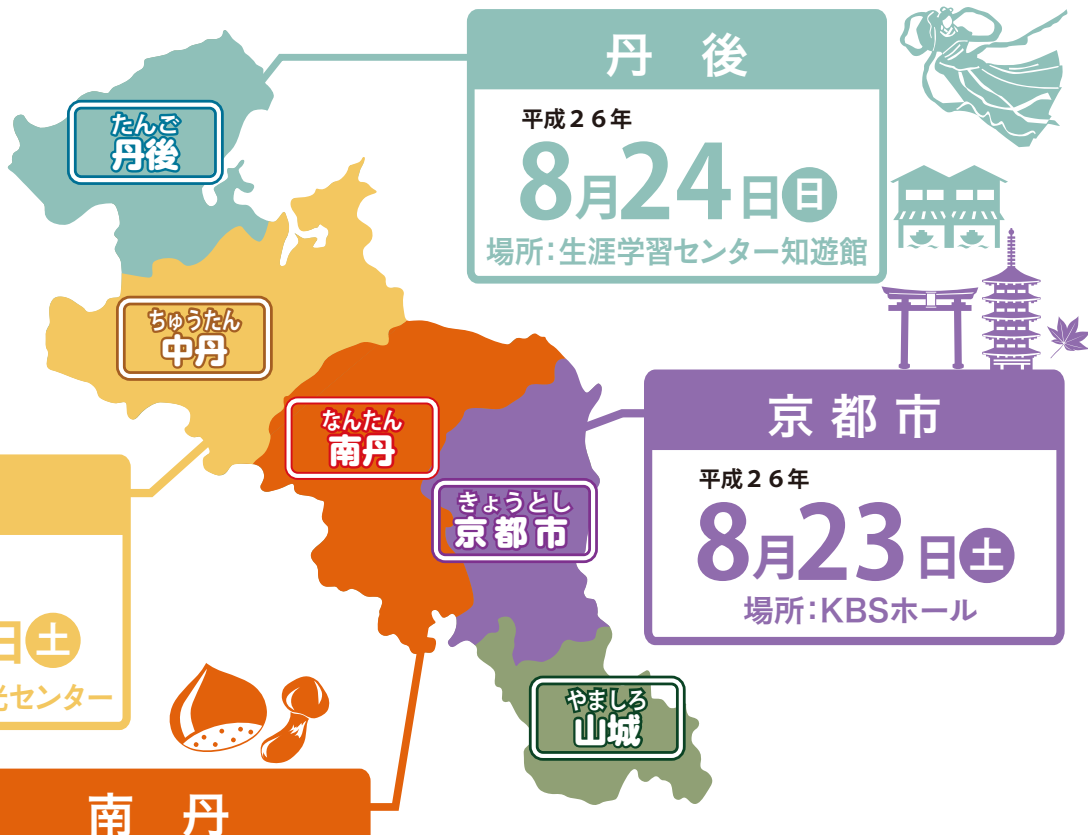 丹後
平成26年
8月24日日
場所:生涯学習センター知遊館
たんご
丹後
ちゅうたん
中丹
なんたん
南丹
きょうとし
京都市
京都市
平成26年
8月23日土
場所:KBSホール
日土
光センター
やましろ
山城
南丹